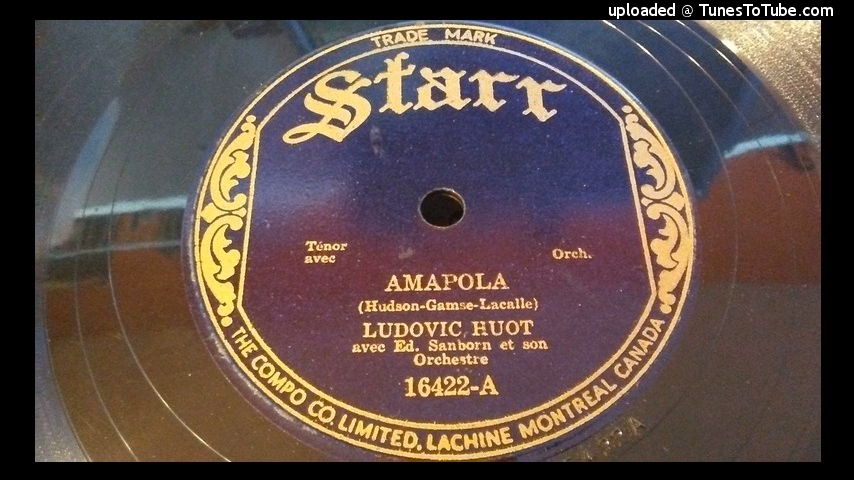 uploaded @ TunesToTube.com
TRADE MARK
Starr
Ténor avec
Orch.
AMAPOLA
(Hudson-Gamse-Lacalle)
LUDOVIC HUOT
avec Ed. Sanborn et son
Orchestre
16422-A
THE COMPO CO. LIMITED, LACHINE MONTREAL CANADA